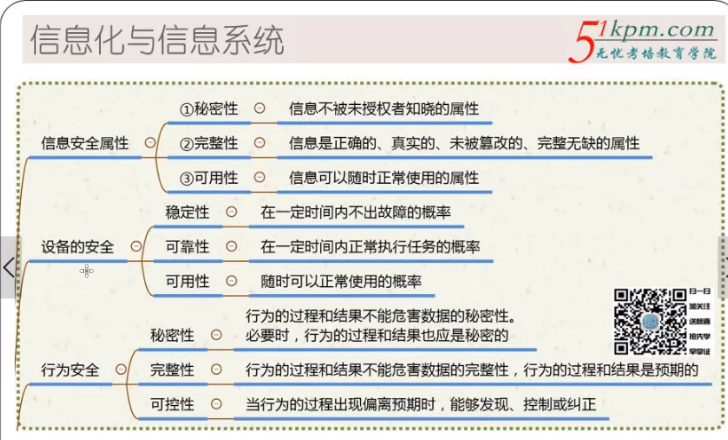 信息化与信息系统
51kpm.com
无忧考培教育学院
①秘密性 信息不被未授权者知晓的属性
信息安全属性 ②完整性 信息是正确的、真实的、未被篡改的、完整无缺的属性
③可用性 信息可以随时正常使用的属性
稳定性 在一定时间内不出故障的概率
设备的安全 可靠性 在一定时间内正常执行任务的概率
可用性 随时可以正常使用的概率
行为的过程和结果不能危害数据的秘密性。
秘密性 必要时，行为的过程和结果也应是秘密的
行为安全 完整性 行为的过程和结果不能危害数据的完整性，行为的过程和结果是预期的
可控性 当行为的过程出现偏离预期时，能够发现、控制或纠正
扫一扫
加关注
送题库
抢先学
早拿证